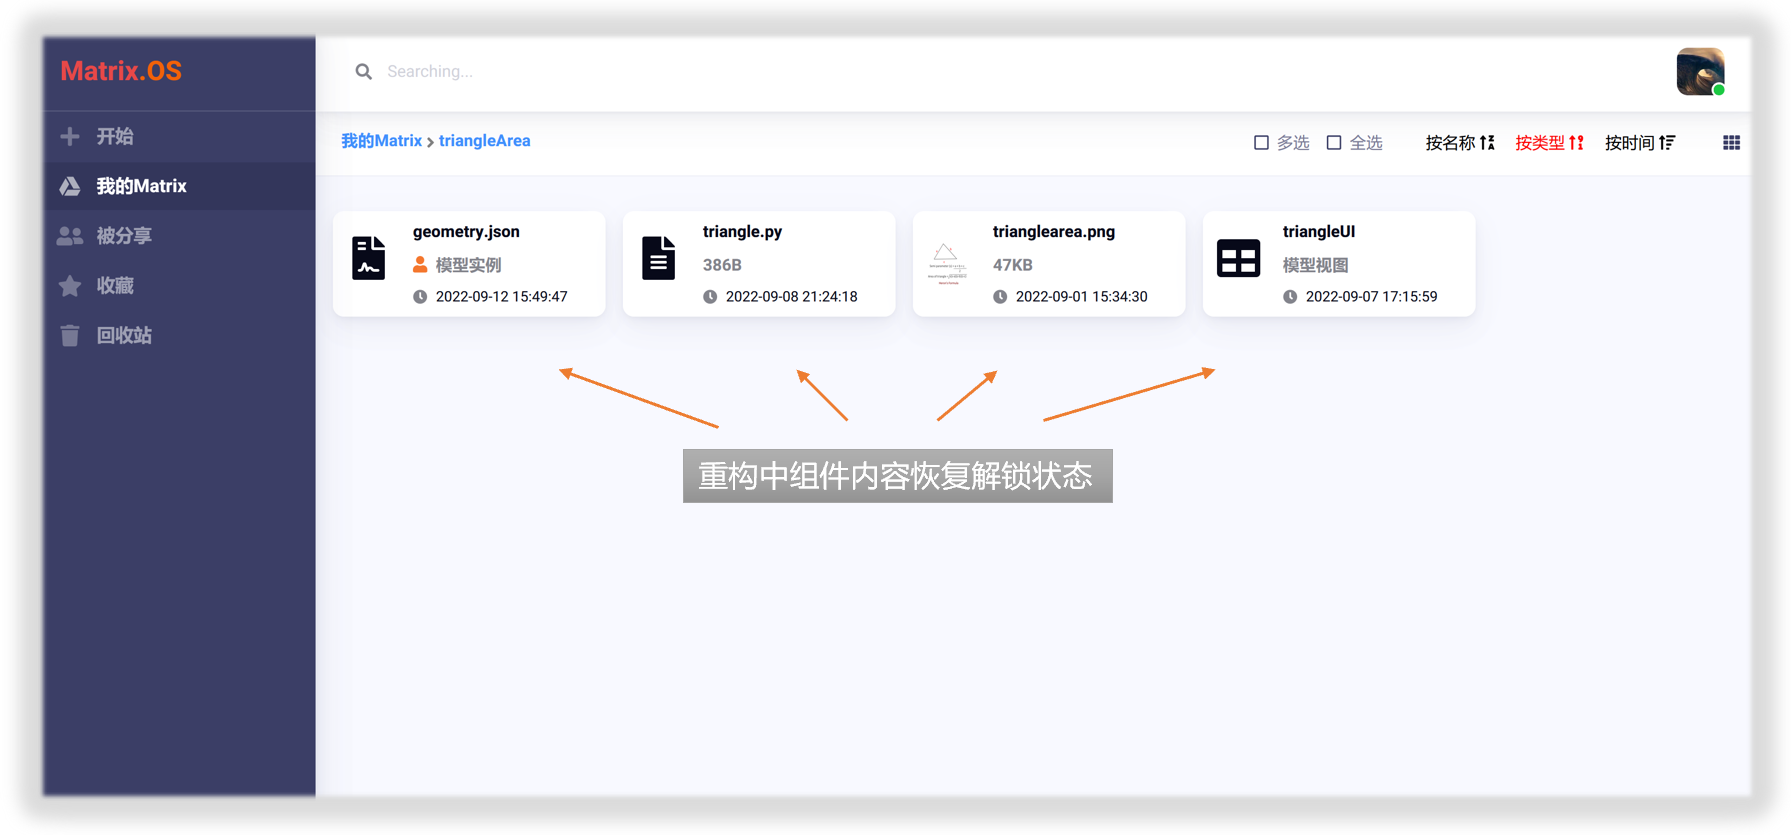 Matrix.OS
Searching...
开始
我的Matrix
被分享
收藏
回收站
我的Matrix > triangleArea
多选 全选 按名称 按类型 按时间
geometry.json
模型实例
2022-09-12 15:49:47
triangle.py
386B
2022-09-08 21:24:18
trianglearea.png
47KB
2022-09-01 15:34:30
triangleUI
模型视图
2022-09-07 17:15:59
重构中组件内容恢复解锁状态